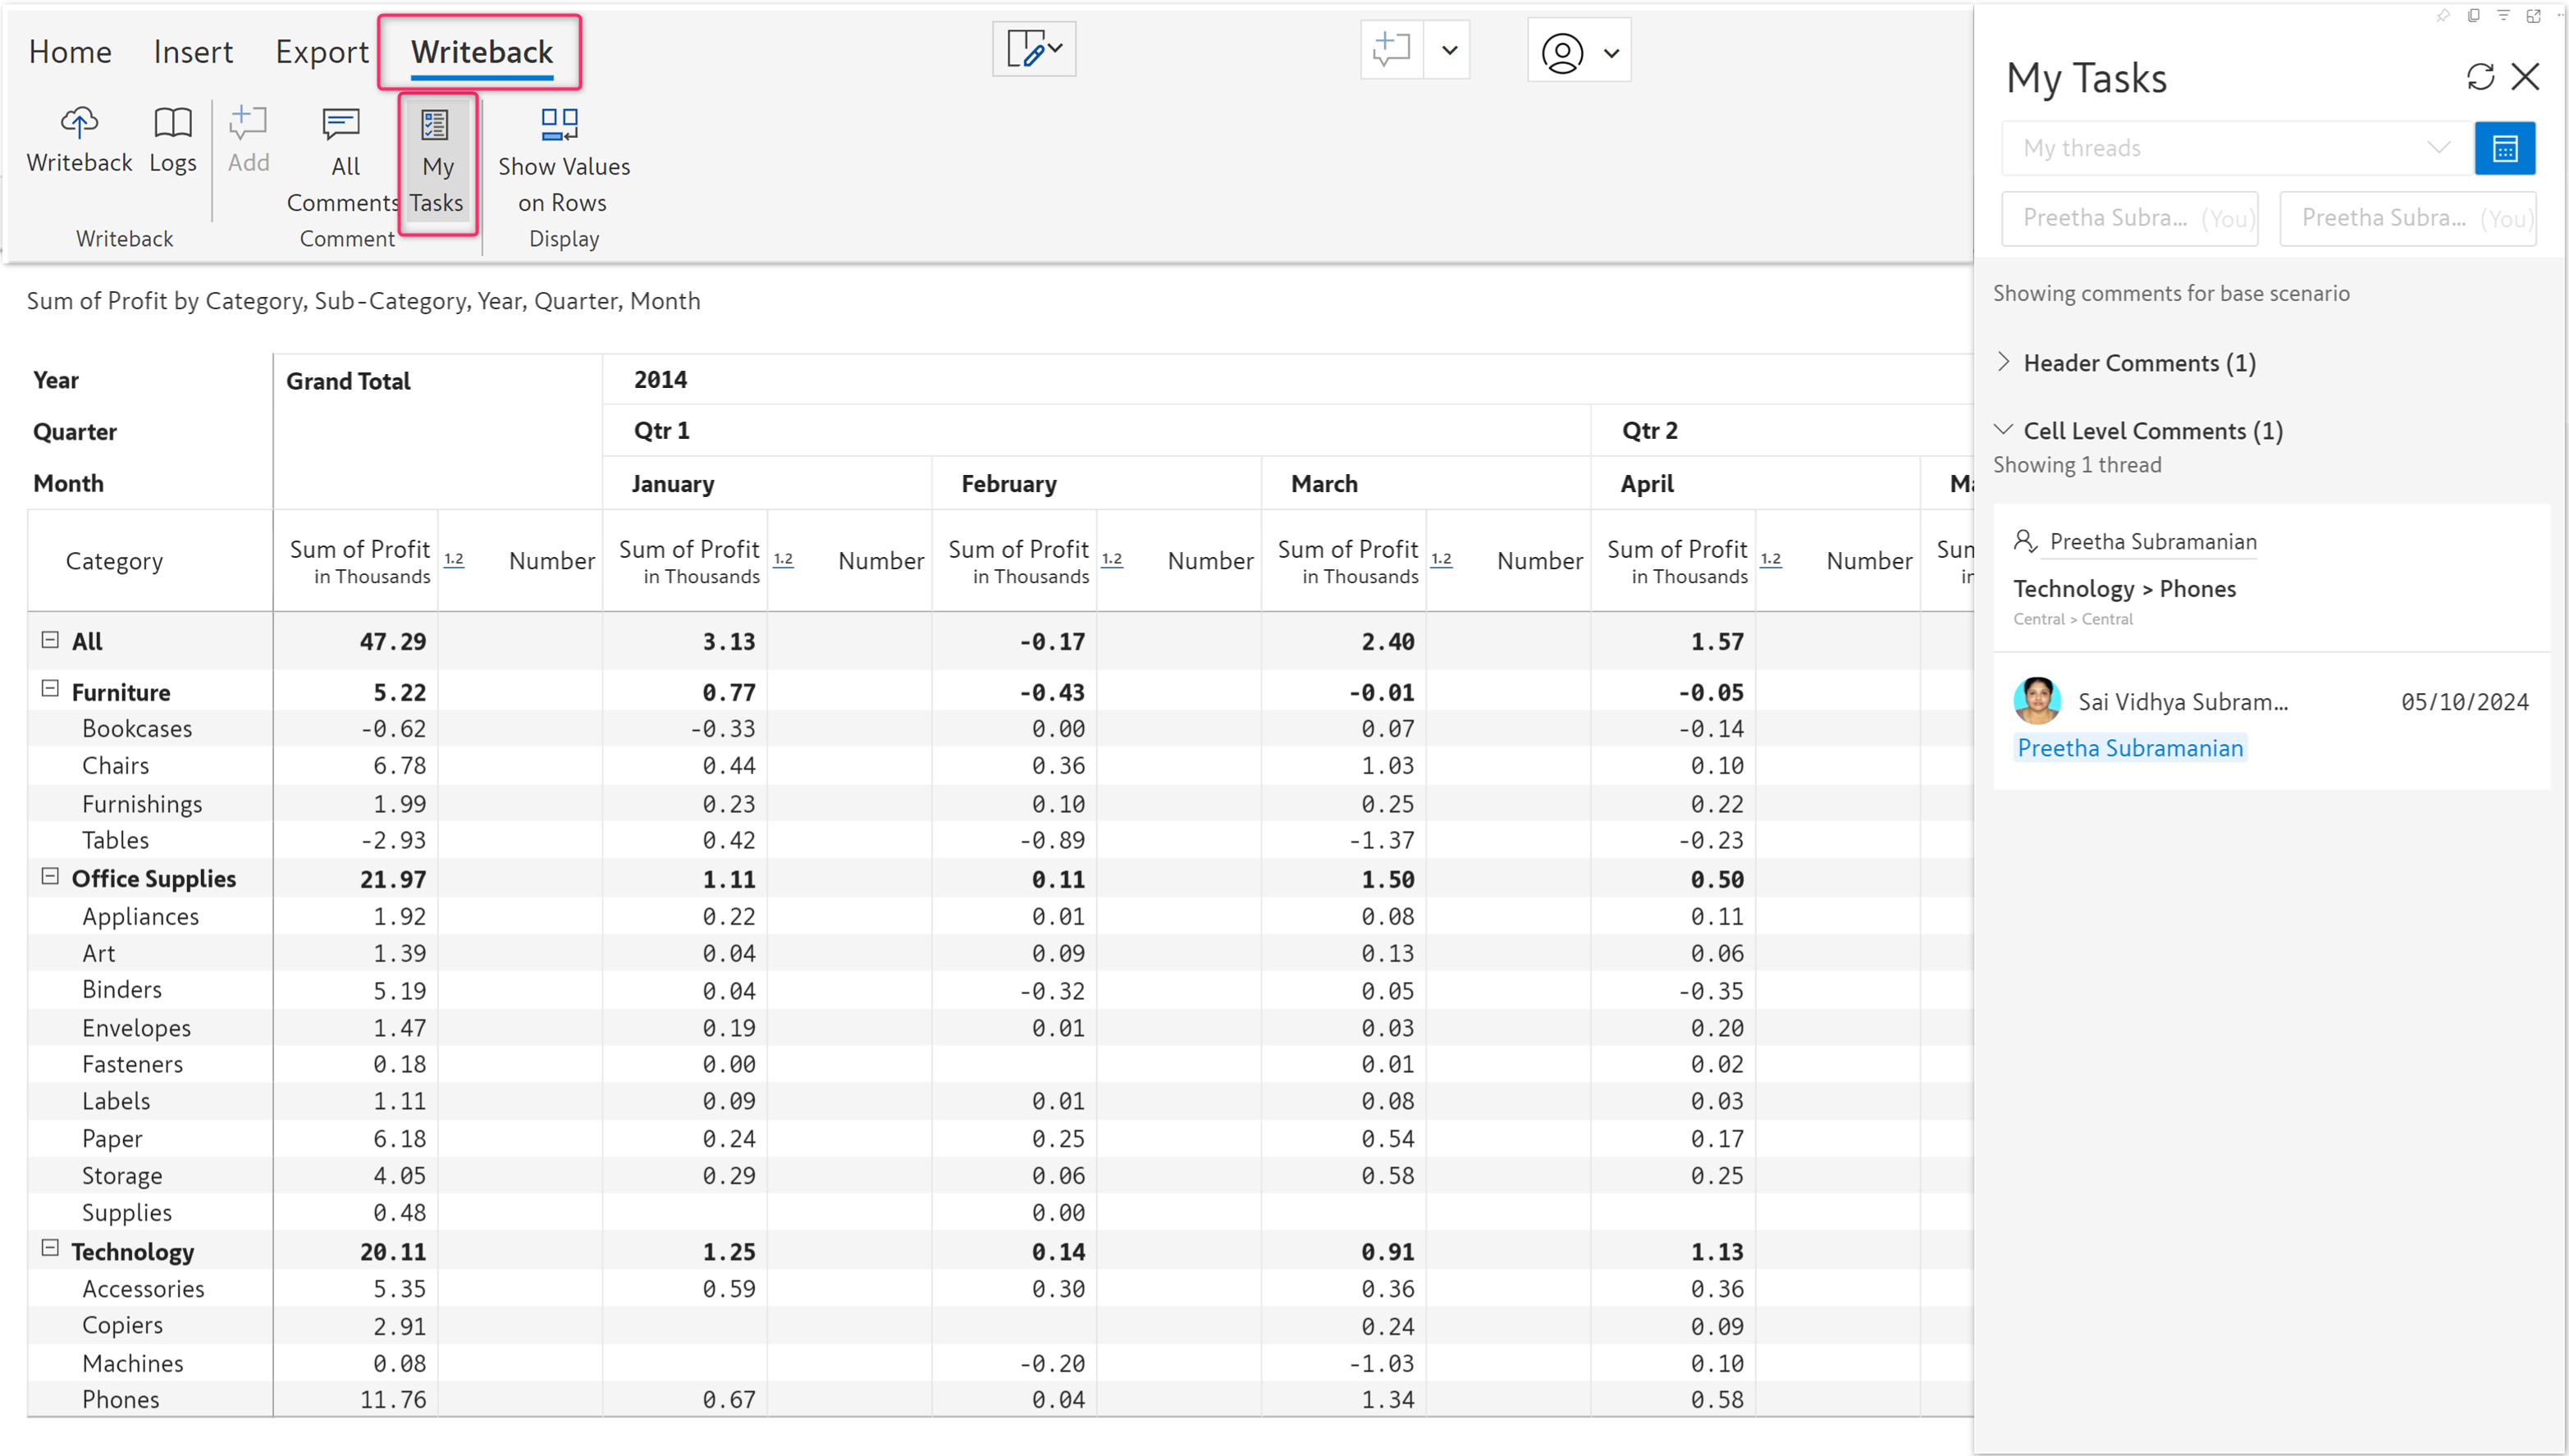 Home Insert Export Writeback
Writeback Logs Add All Comments My Tasks Show Values on Rows
Writeback Comment Display
Sum of Profit by Category, Sub-Category, Year, Quarter, Month
Year Grand Total 2014
Quarter Qtr 1 Qtr 2
Month January February March April
Category Sum of Profit in Thousands 1.2 Number Sum of Profit in Thousands 1.2 Number Sum of Profit in Thousands 1.2 Number Sum of Profit in Thousands 1.2 Number Sum of Profit in Thousands 1.2 Number
All 47.29 3.13 -0.17 2.40 1.57
Furniture 5.22 0.77 -0.43 -0.01 -0.05
Bookcases -0.62 -0.33 0.00 0.07 -0.14
Chairs 6.78 0.44 0.36 1.03 0.10
Furnishings 1.99 0.23 0.10 0.25 0.22
Tables -2.93 0.42 -0.89 -1.37 -0.23
Office Supplies 21.97 1.11 0.11 1.50 0.50
Appliances 1.92 0.22 0.01 0.08 0.11
Art 1.39 0.04 0.09 0.13 0.06
Binders 5.19 0.04 -0.32 0.05 -0.35
Envelopes 1.47 0.19 0.01 0.03 0.20
Fasteners 0.18 0.00 0.01 0.02
Labels 1.11 0.09 0.01 0.08 0.03
Paper 6.18 0.24 0.25 0.54 0.17
Storage 4.05 0.29 0.06 0.58 0.25
Supplies 0.48 0.00
Technology 20.11 1.25 0.14 0.91 1.13
Accessories 5.35 0.59 0.30 0.36 0.36
Copiers 2.91 0.24 0.09
Machines 0.08 -0.20 -1.03 0.10
Phones 11.76 0.67 0.04 1.34 0.58
My Tasks
My threads
Preetha Subra... (You) Preetha Subra... (You)
Showing comments for base scenario
Header Comments (1)
Cell Level Comments (1)
Showing 1 thread
Preetha Subramanian
Technology > Phones
Central > Central
Sai Vidhya Subram... 05/10/2024
Preetha Subramanian